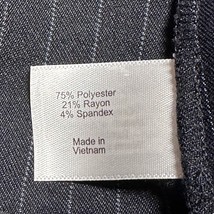 75% Polyester
21% Rayon
4% Spandex
Made in
Vietnam